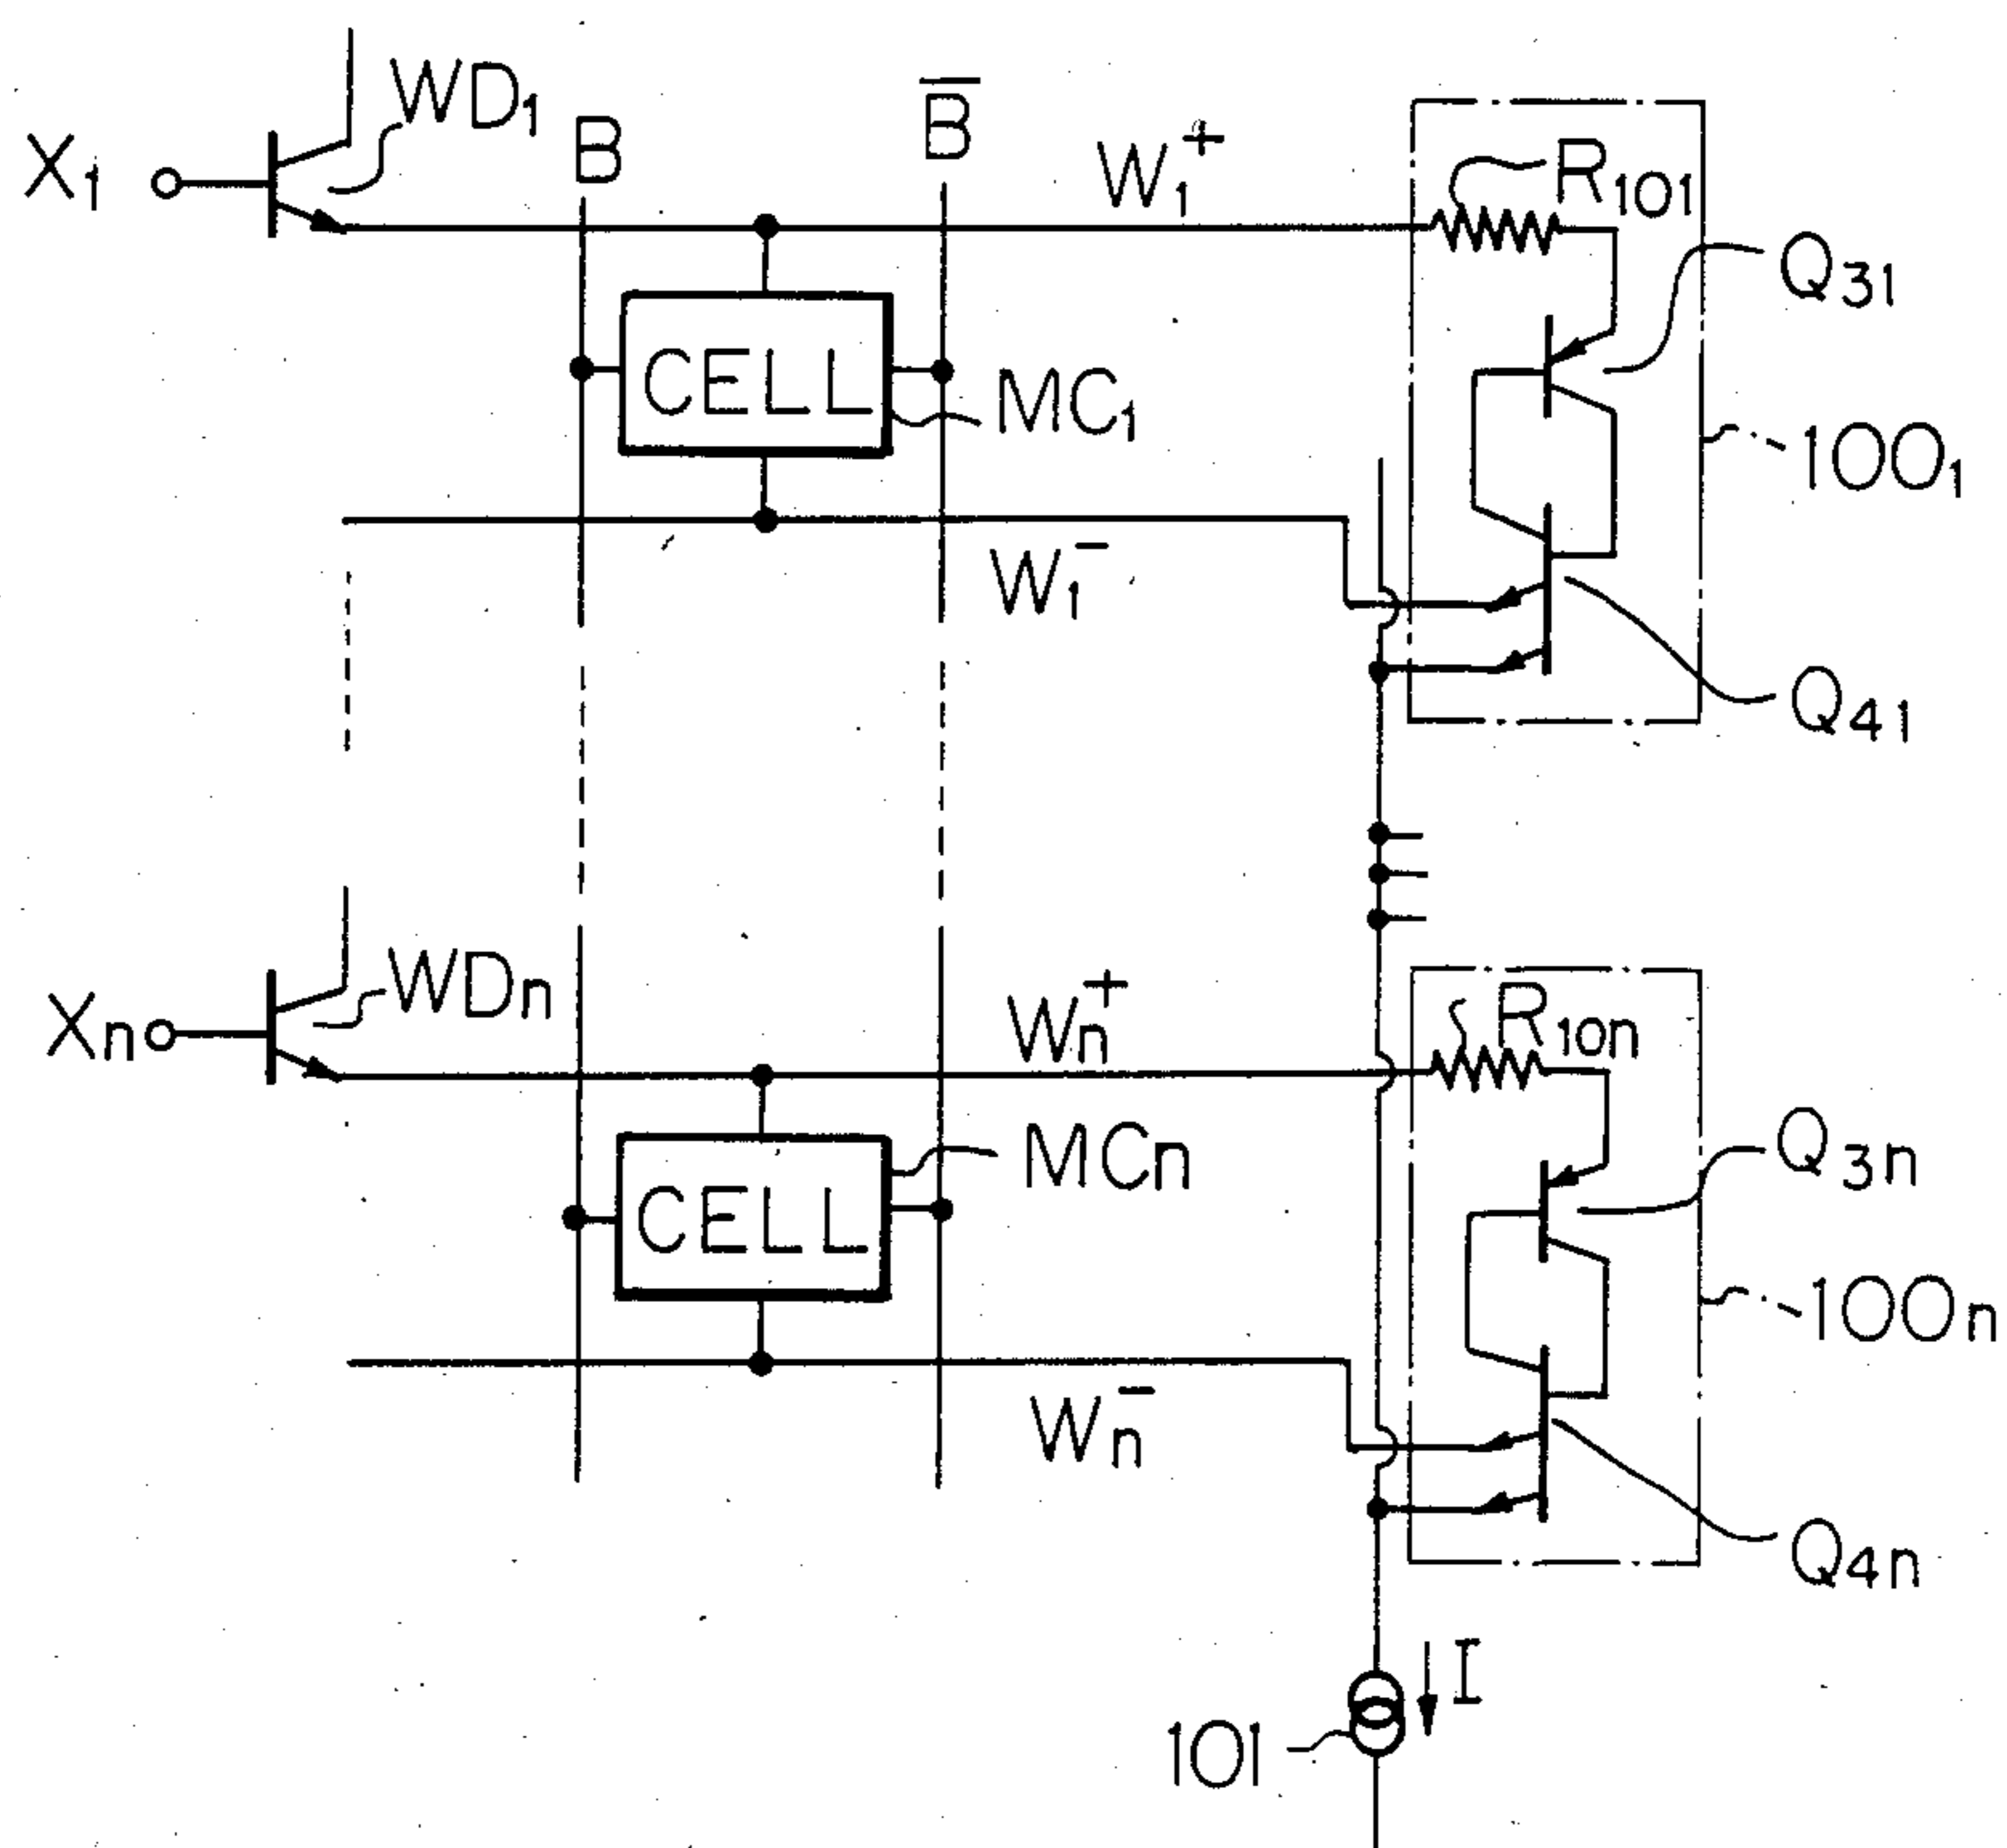 X₁
WD₁
B
B̅
W₁⁺
R₁₀₁
Q₃₁
CELL
MC₁
100₁
W₁⁻
Q₄₁
Xn
WDn
Wn⁺
R₁₀n
Q₃n
MCn
CELL
100n
Wn⁻
Q₄n
I
101